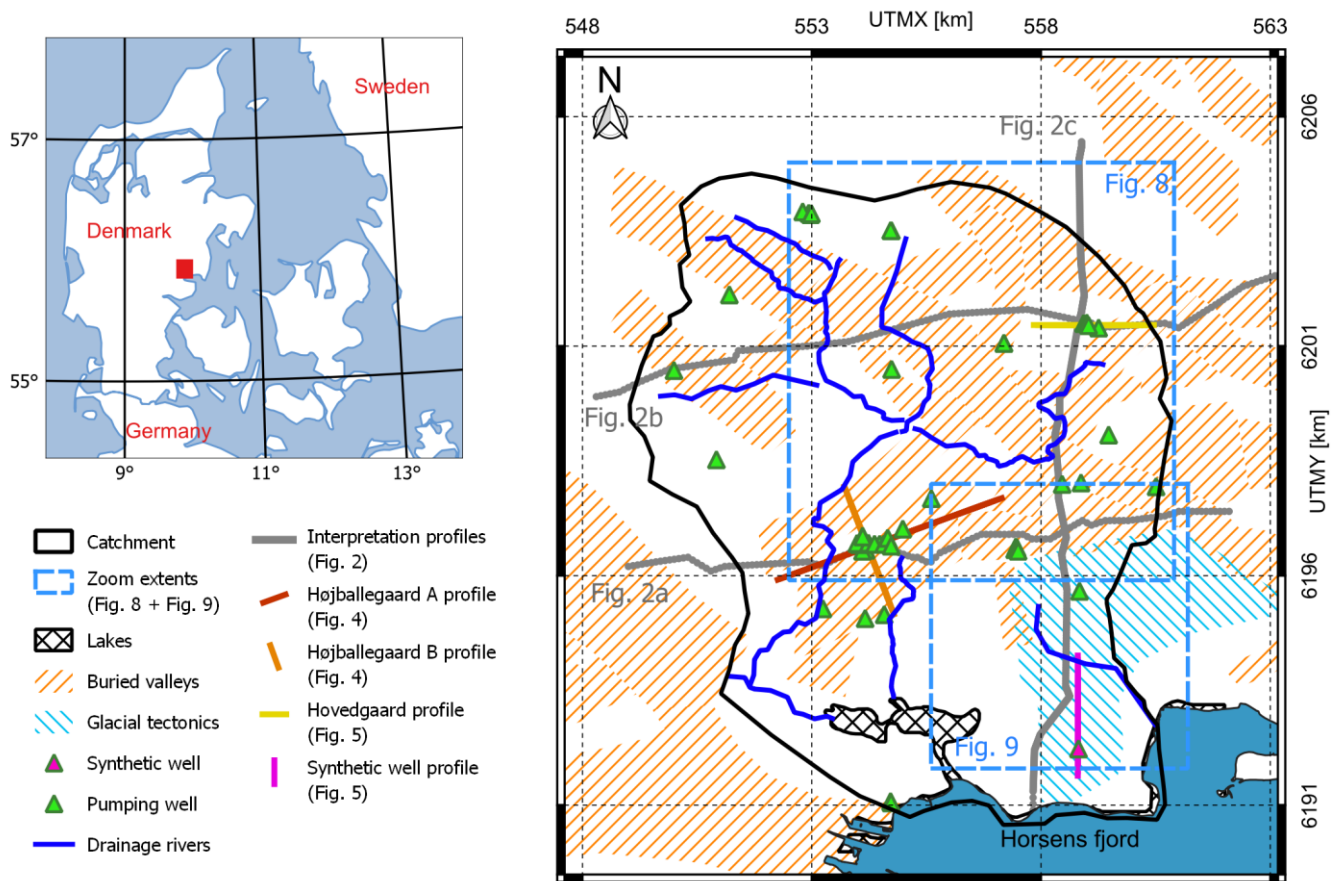 Sweden
57°
Denmark
55°
Germany
9°
11°
13°
Catchment
Zoom extents
(Fig. 8 + Fig. 9)
Lakes
Buried valleys
Glacial tectonics
Synthetic well
Pumping well
Drainage rivers
Interpretation profiles
(Fig. 2)
Højballegaard A profile
(Fig. 4)
Højballegaard B profile
(Fig. 4)
Hovedgaard profile
(Fig. 5)
Synthetic well profile
(Fig. 5)
UTMX [km]
548
553
558
563
N
Fig. 2c
Fig. 8
Fig. 2b
Fig. 2a
Fig. 9
Horsens fjord
6206
6201
UTMY [km]
6196
6191